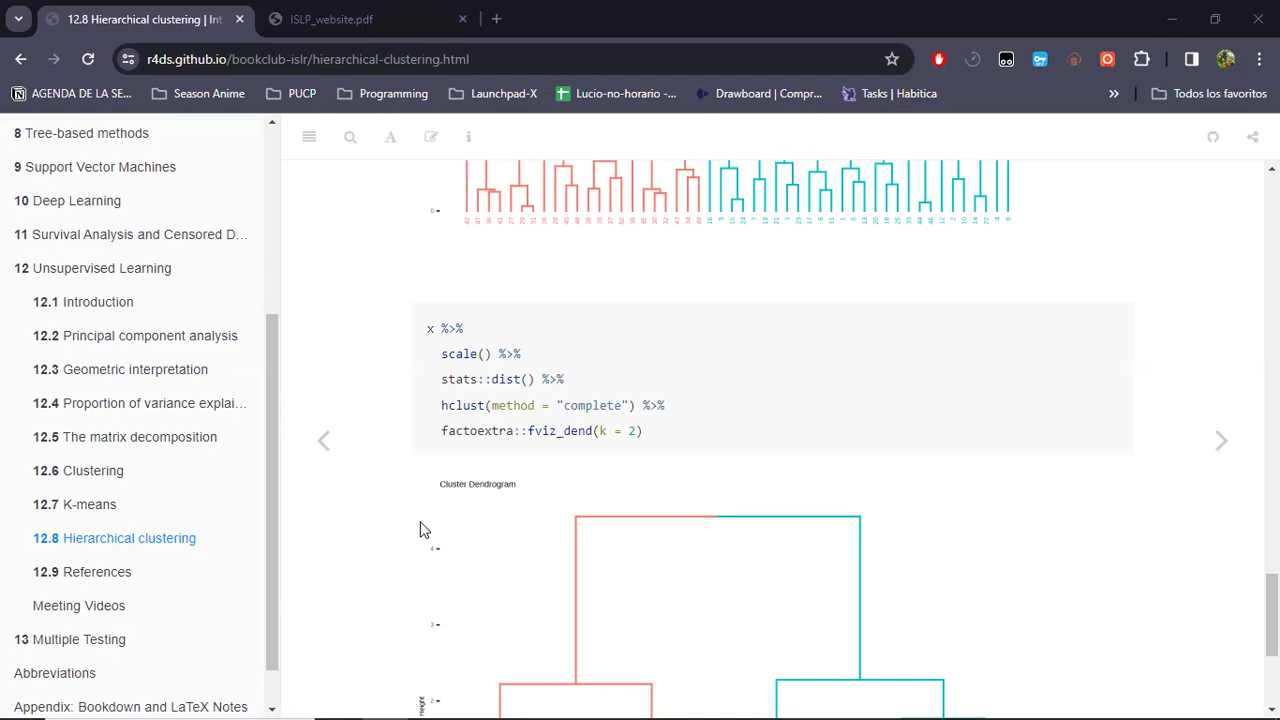 12.8 Hierarchical clustering | Int
ISLP_website.pdf
r4ds.github.io/bookclub-islr/hierarchical-clustering.html
AGENDA DE LA SE...
Season Anime
PUCP
Programming
Launchpad-X
Lucio-no-horario -...
Drawboard | Compr...
Tasks | Habitica
»
Todos los favoritos
8 Tree-based methods
9 Support Vector Machines
10 Deep Learning
11 Survival Analysis and Censored D...
12 Unsupervised Learning
12.1 Introduction
12.2 Principal component analysis
12.3 Geometric interpretation
12.4 Proportion of variance explai...
12.5 The matrix decomposition
12.6 Clustering
12.7 K-means
12.8 Hierarchical clustering
12.9 References
Meeting Videos
13 Multiple Testing
Abbreviations
Appendix: Bookdown and LaTeX Notes
0
x %>%
scale() %>%
stats::dist() %>%
hclust(method = "complete") %>%
factoextra::fviz_dend(k = 2)
Cluster Dendrogram
4
3
2
Height